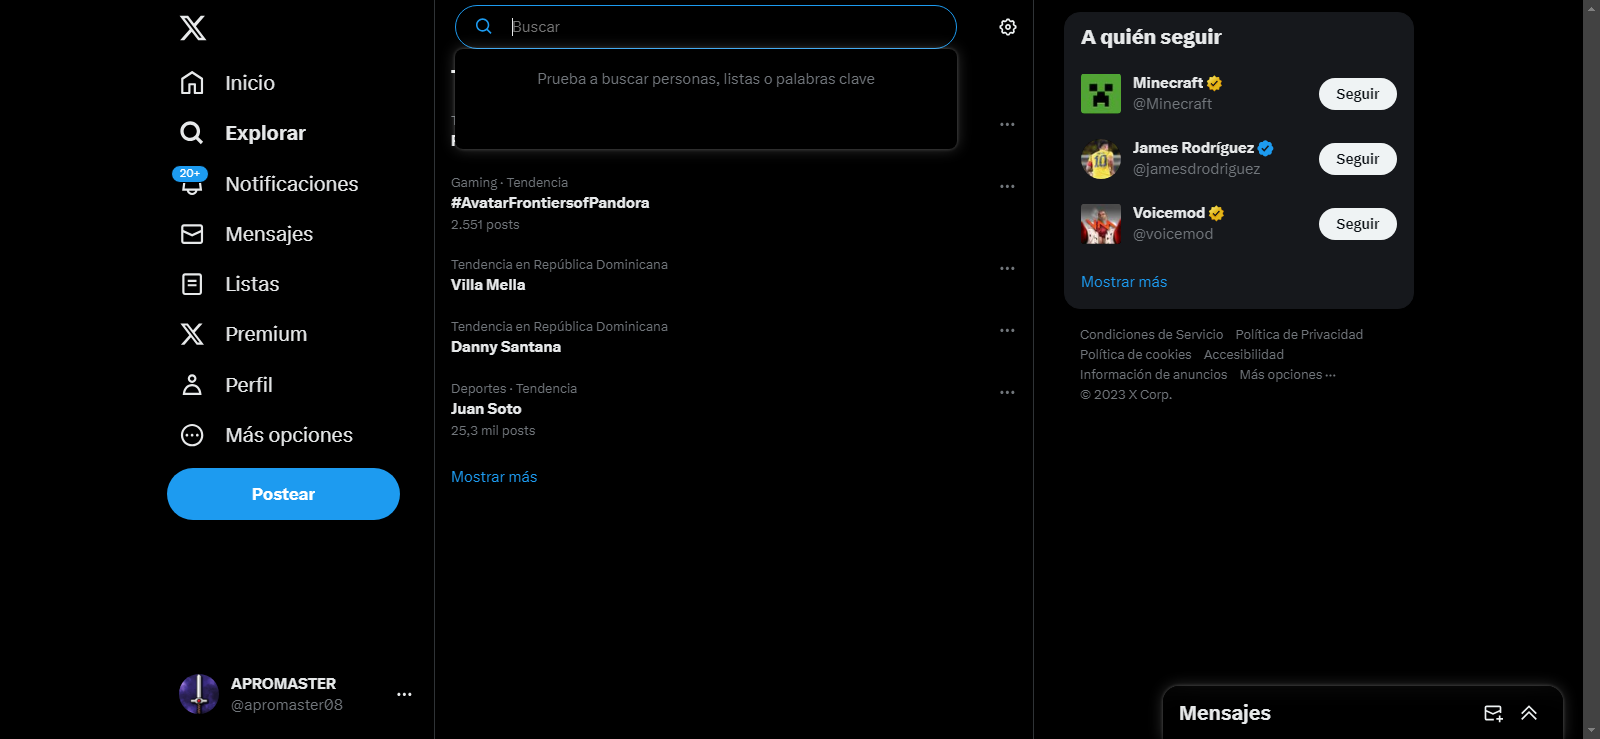 Inicio
Explorar
20+
Notificaciones
Mensajes
Listas
Premium
Perfil
Más opciones
Postear
APROMASTER
@apromaster08
Buscar
Prueba a buscar personas, listas o palabras clave
Gaming · Tendencia
#AvatarFrontiersofPandora
2.551 posts
Tendencia en República Dominicana
Villa Mella
Tendencia en República Dominicana
Danny Santana
Deportes · Tendencia
Juan Soto
25,3 mil posts
Mostrar más
A quién seguir
Minecraft
@Minecraft
Seguir
James Rodríguez
@jamesdrodriguez
Seguir
Voicemod
@voicemod
Seguir
Mostrar más
Condiciones de Servicio Política de Privacidad
Política de cookies Accesibilidad
Información de anuncios Más opciones ···
© 2023 X Corp.
Mensajes